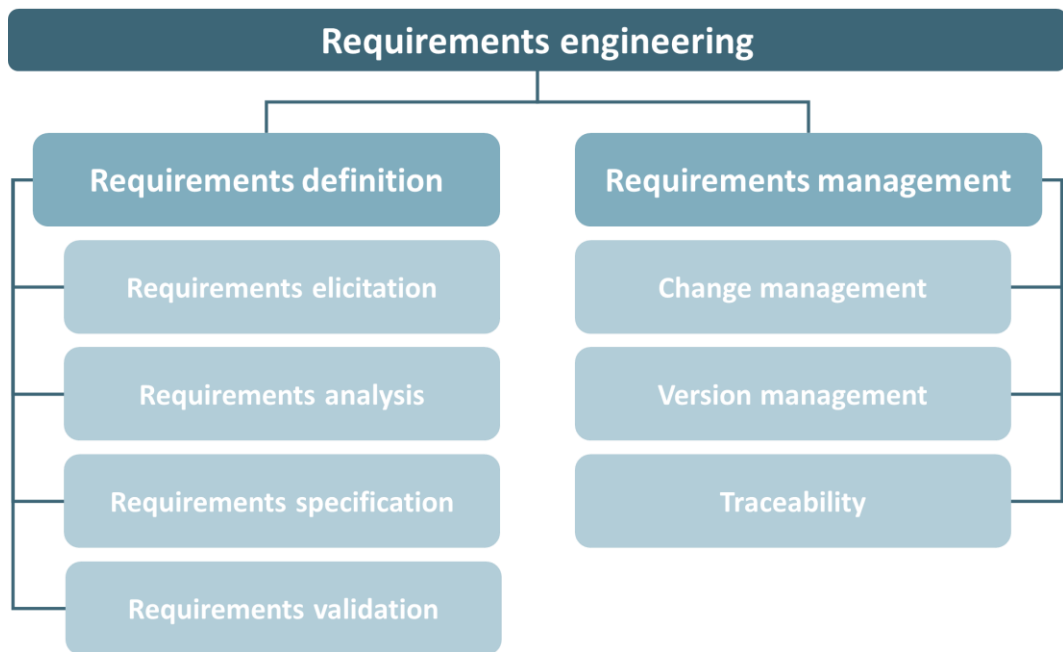 Requirements engineering
Requirements definition
Requirements elicitation
Requirements analysis
Requirements specification
Requirements validation
Requirements management
Change management
Version management
Traceability